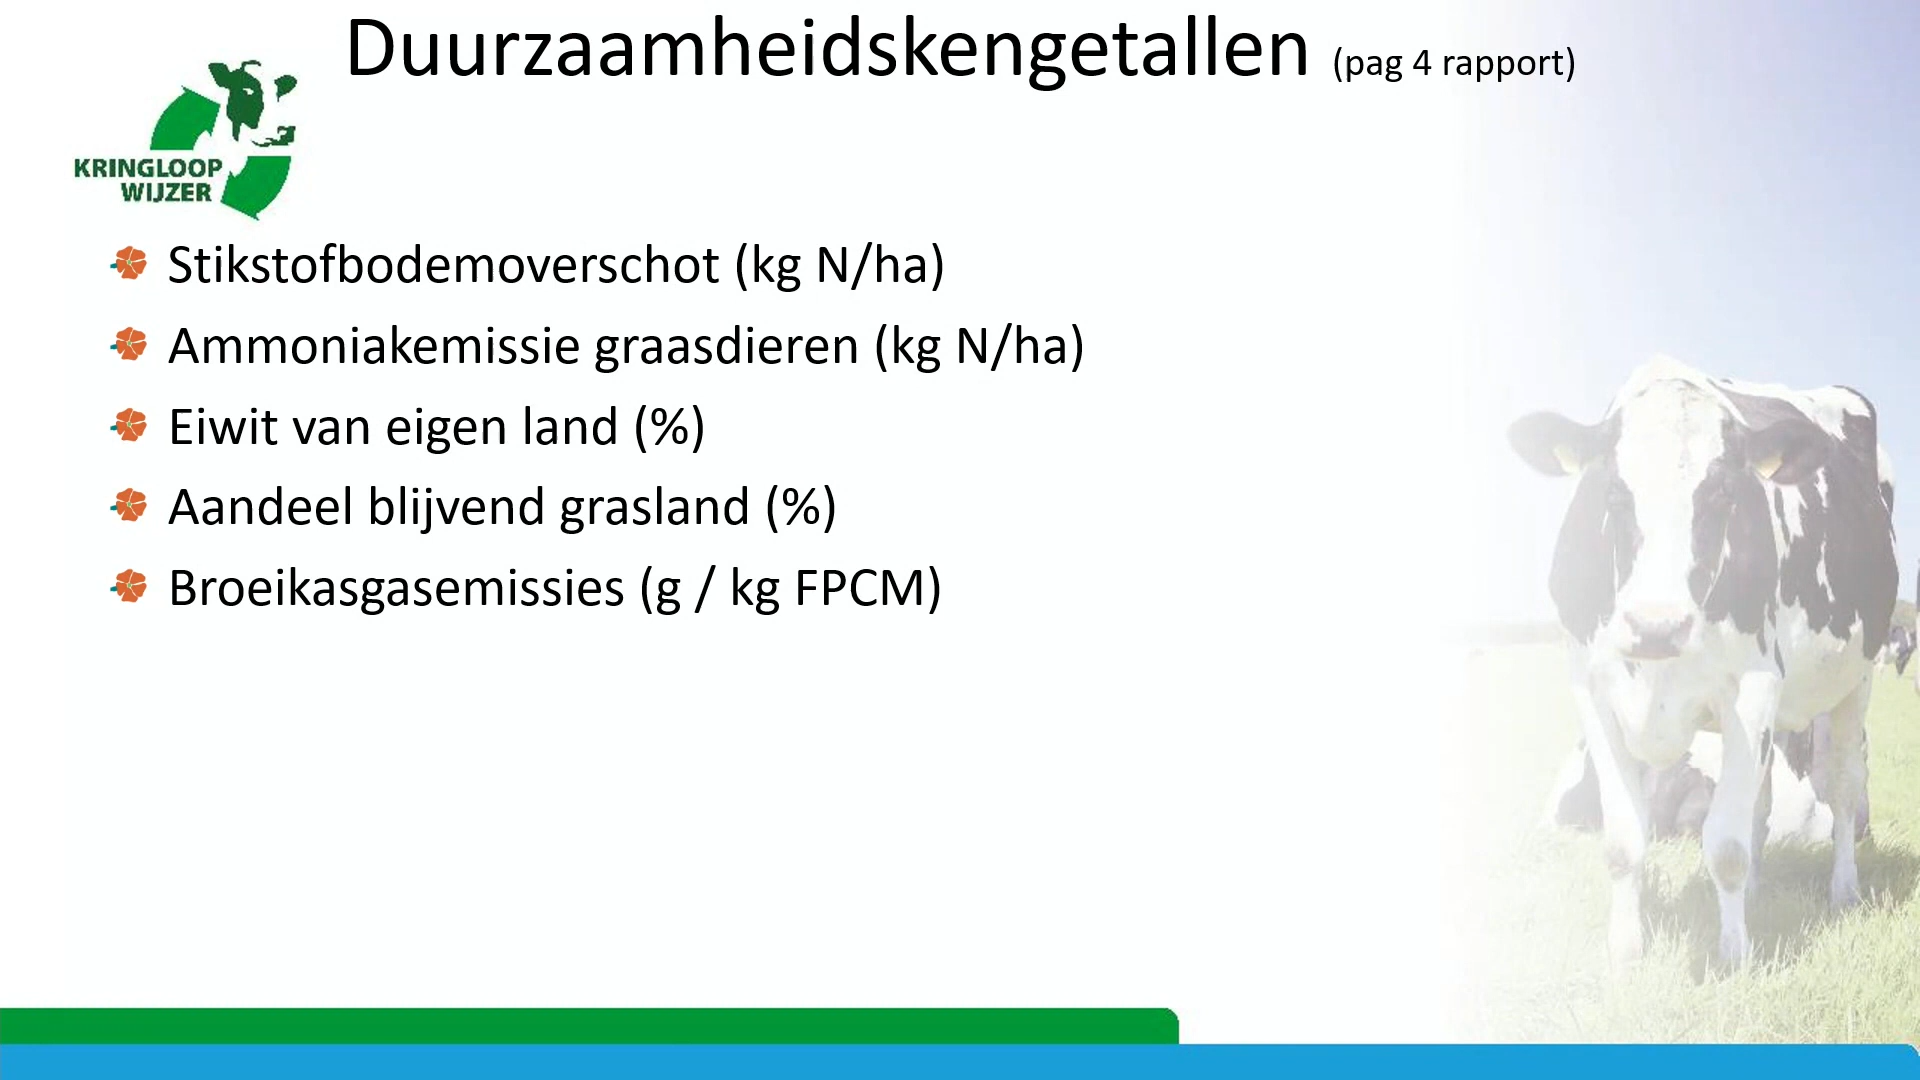 Duurzaamheidskengetallen (pag 4 rapport)
KRINGLOOP
WIJZER
Stikstofbodemoverschot (kg N/ha)
Ammoniakemissie graasdieren (kg N/ha)
Eiwit van eigen land (%)
Aandeel blijvend grasland (%)
Broeikasgasemissies (g / kg FPCM)